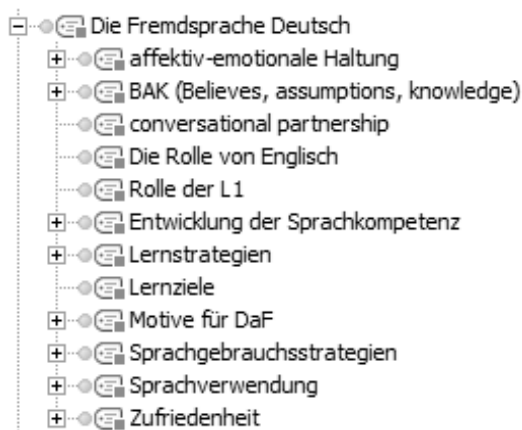 Die Fremdsprache Deutsch
affektiv-emotionale Haltung
BAK (Believes, assumptions, knowledge)
conversational partnership
Die Rolle von Englisch
Rolle der L1
Entwicklung der Sprachkompetenz
Lernstrategien
Lernziele
Motive für DaF
Sprachgebrauchsstrategien
Sprachverwendung
Zufriedenheit